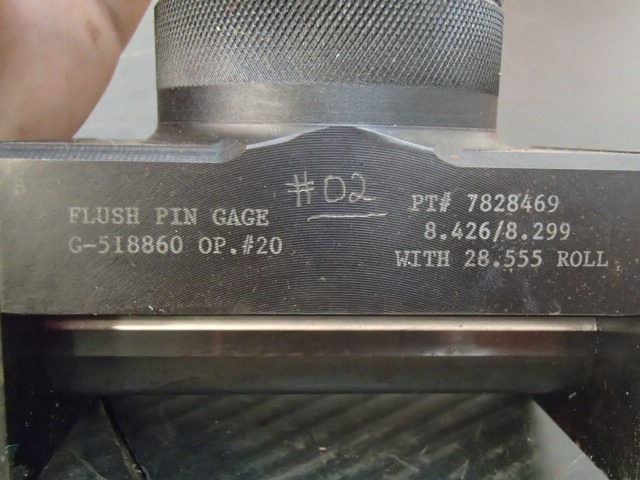 #02
FLUSH PIN GAGE
G-518860 OP.#20
PT# 7828469
8.426/8.299
WITH 28.555 ROLL